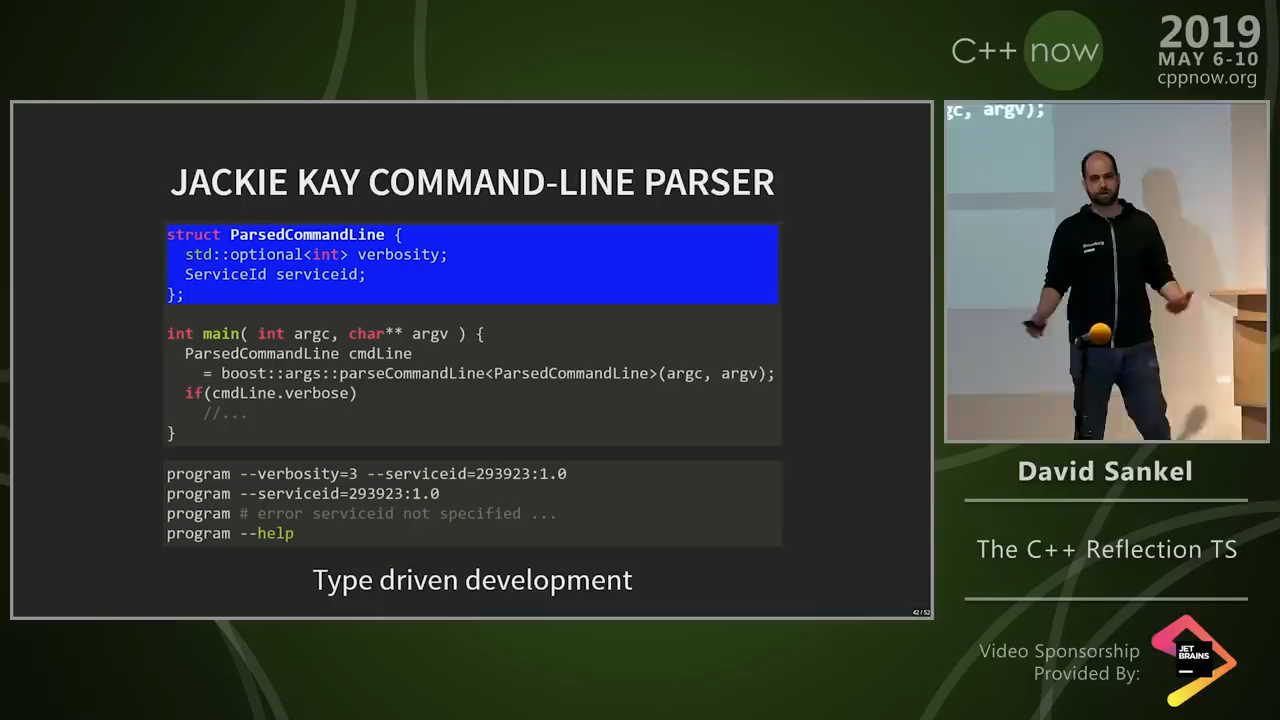 C++ now
2019
MAY 6-10
cppnow.org
JACKIE KAY COMMAND-LINE PARSER
struct ParsedCommandLine {
  std::optional<int> verbosity;
  ServiceId serviceid;
};
int main( int argc, char** argv ) {
  ParsedCommandLine cmdLine
    = boost::args::parseCommandLine<ParsedCommandLine>(argc, argv);
  if(cmdLine.verbose)
    //...
}
program --verbosity=3 --serviceid=293923:1.0
program --serviceid=293923:1.0
program # error serviceid not specified ...
program --help
Type driven development
42 / 52
gc, argv);
Bloomberg
David Sankel
The C++ Reflection TS
Video Sponsorship
Provided By:
JET
BRAINS